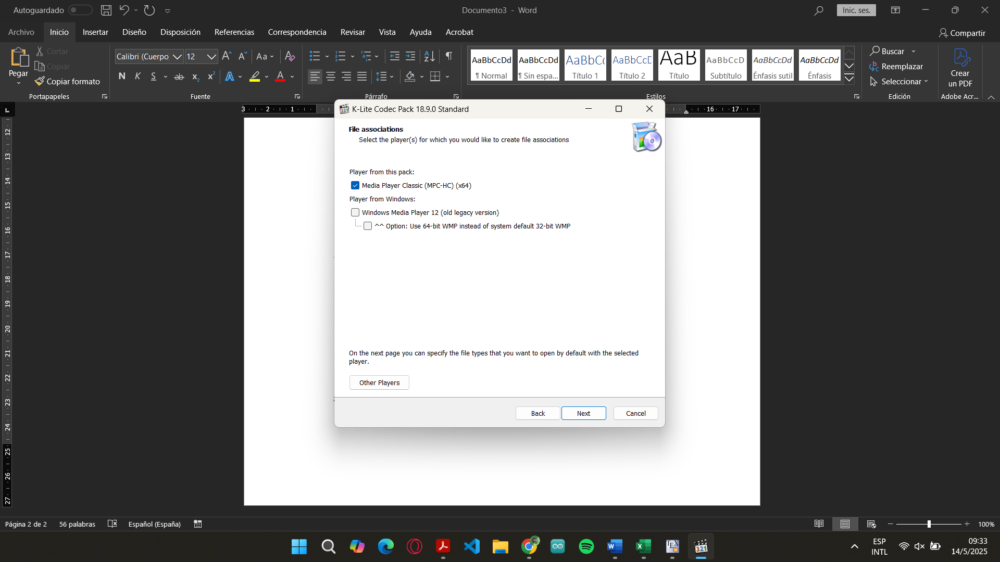 Autoguardado
Documento3 - Word
Inic. ses.
Archivo Inicio Insertar Diseño Disposición Referencias Correspondencia Revisar Vista Ayuda Acrobat
Compartir
Pegar
Cortar
Copiar
Copiar formato
Portapapeles
Calibri (Cuerpo) 12
Aa
N K S ab x₂ x²
A A
Fuente
Párrafo
AaBbCcDd
¶ Normal
AaBbCcDd
¶ Sin espa...
AaBbC
Título 1
AaBbCcD
Título 2
AaB
Título
AaBbCcD
Subtítulo
AaBbCcDd
Énfasis sutil
AaBbCcDd
Énfasis
Estilos
Buscar
Reemplazar
Seleccionar
Edición
Crear
un PDF
Adobe Acr...
3 2 1 16 17
12
13
14
15
16
17
18
19
20
21
22
23
24
25
26
27
K-Lite Codec Pack 18.9.0 Standard
File associations
Select the player(s) for which you would like to create file associations
Player from this pack:
Media Player Classic (MPC-HC) (x64)
Player from Windows:
Windows Media Player 12 (old legacy version)
^^ Option: Use 64-bit WMP instead of system default 32-bit WMP
On the next page you can specify the file types that you want to open by default with the selected
player.
Other Players
Back Next Cancel
Página 2 de 2 56 palabras Español (España)
100%
ESP
INTL
09:33
14/5/2025